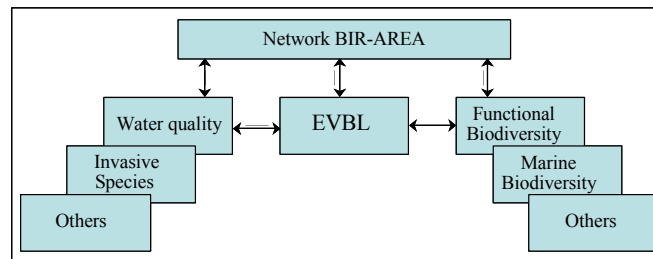 Network BIR-AREA
Water quality
EVBL
Functional
Biodiversity
Invasive
Species
Marine
Biodiversity
Others
Others